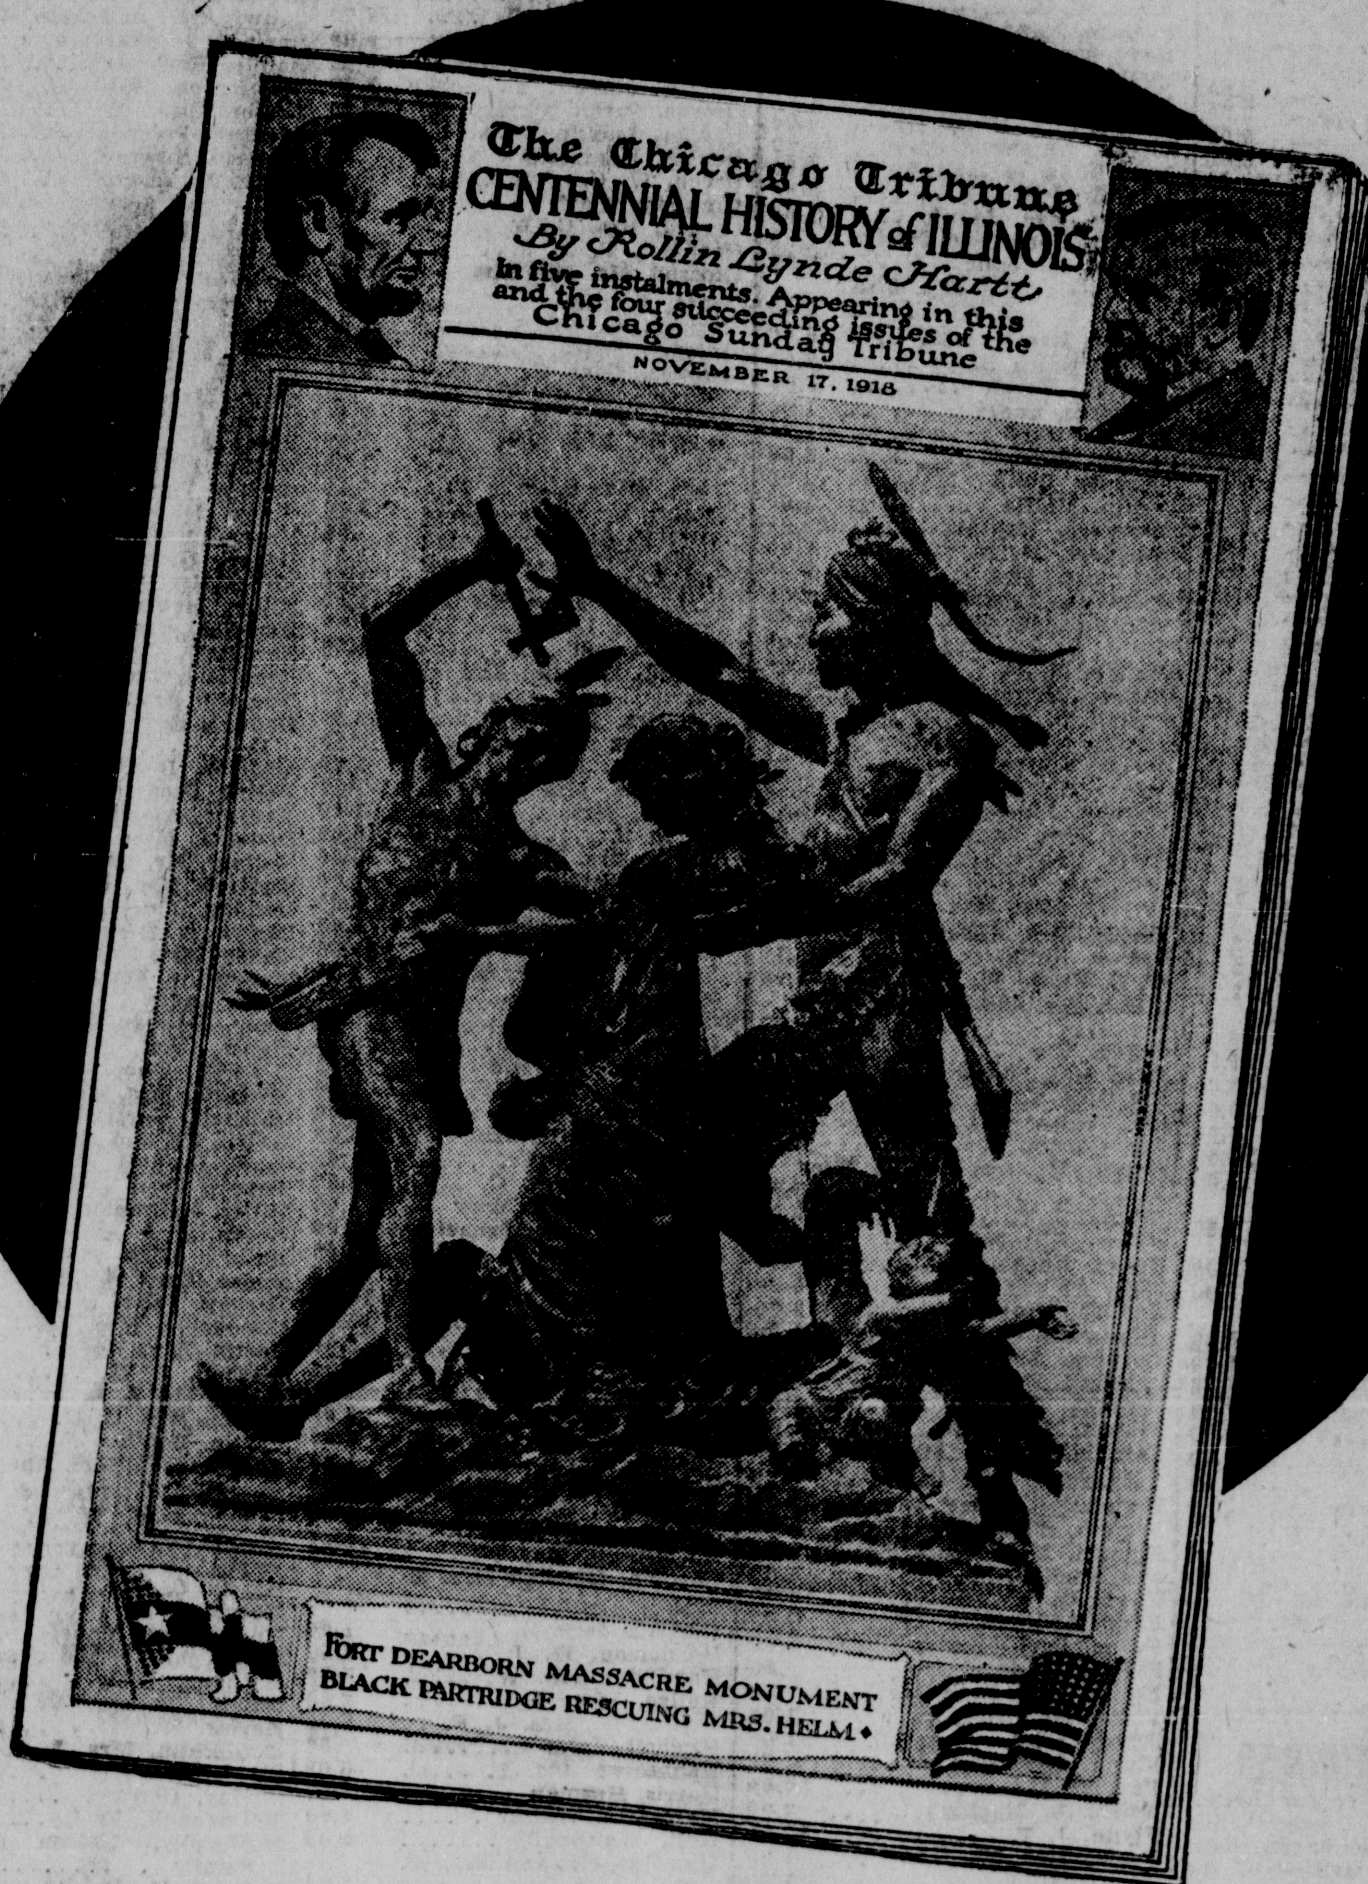 The Chicago Tribune
CENTENNIAL HISTORY of ILLINOIS
By Rollin Lynde Hartt
In five instalments. Appearing in this
and the four succeeding issues of the
Chicago Sunday Tribune
NOVEMBER 17, 1918
FORT DEARBORN MASSACRE MONUMENT
BLACK PARTRIDGE RESCUING MRS. HELM